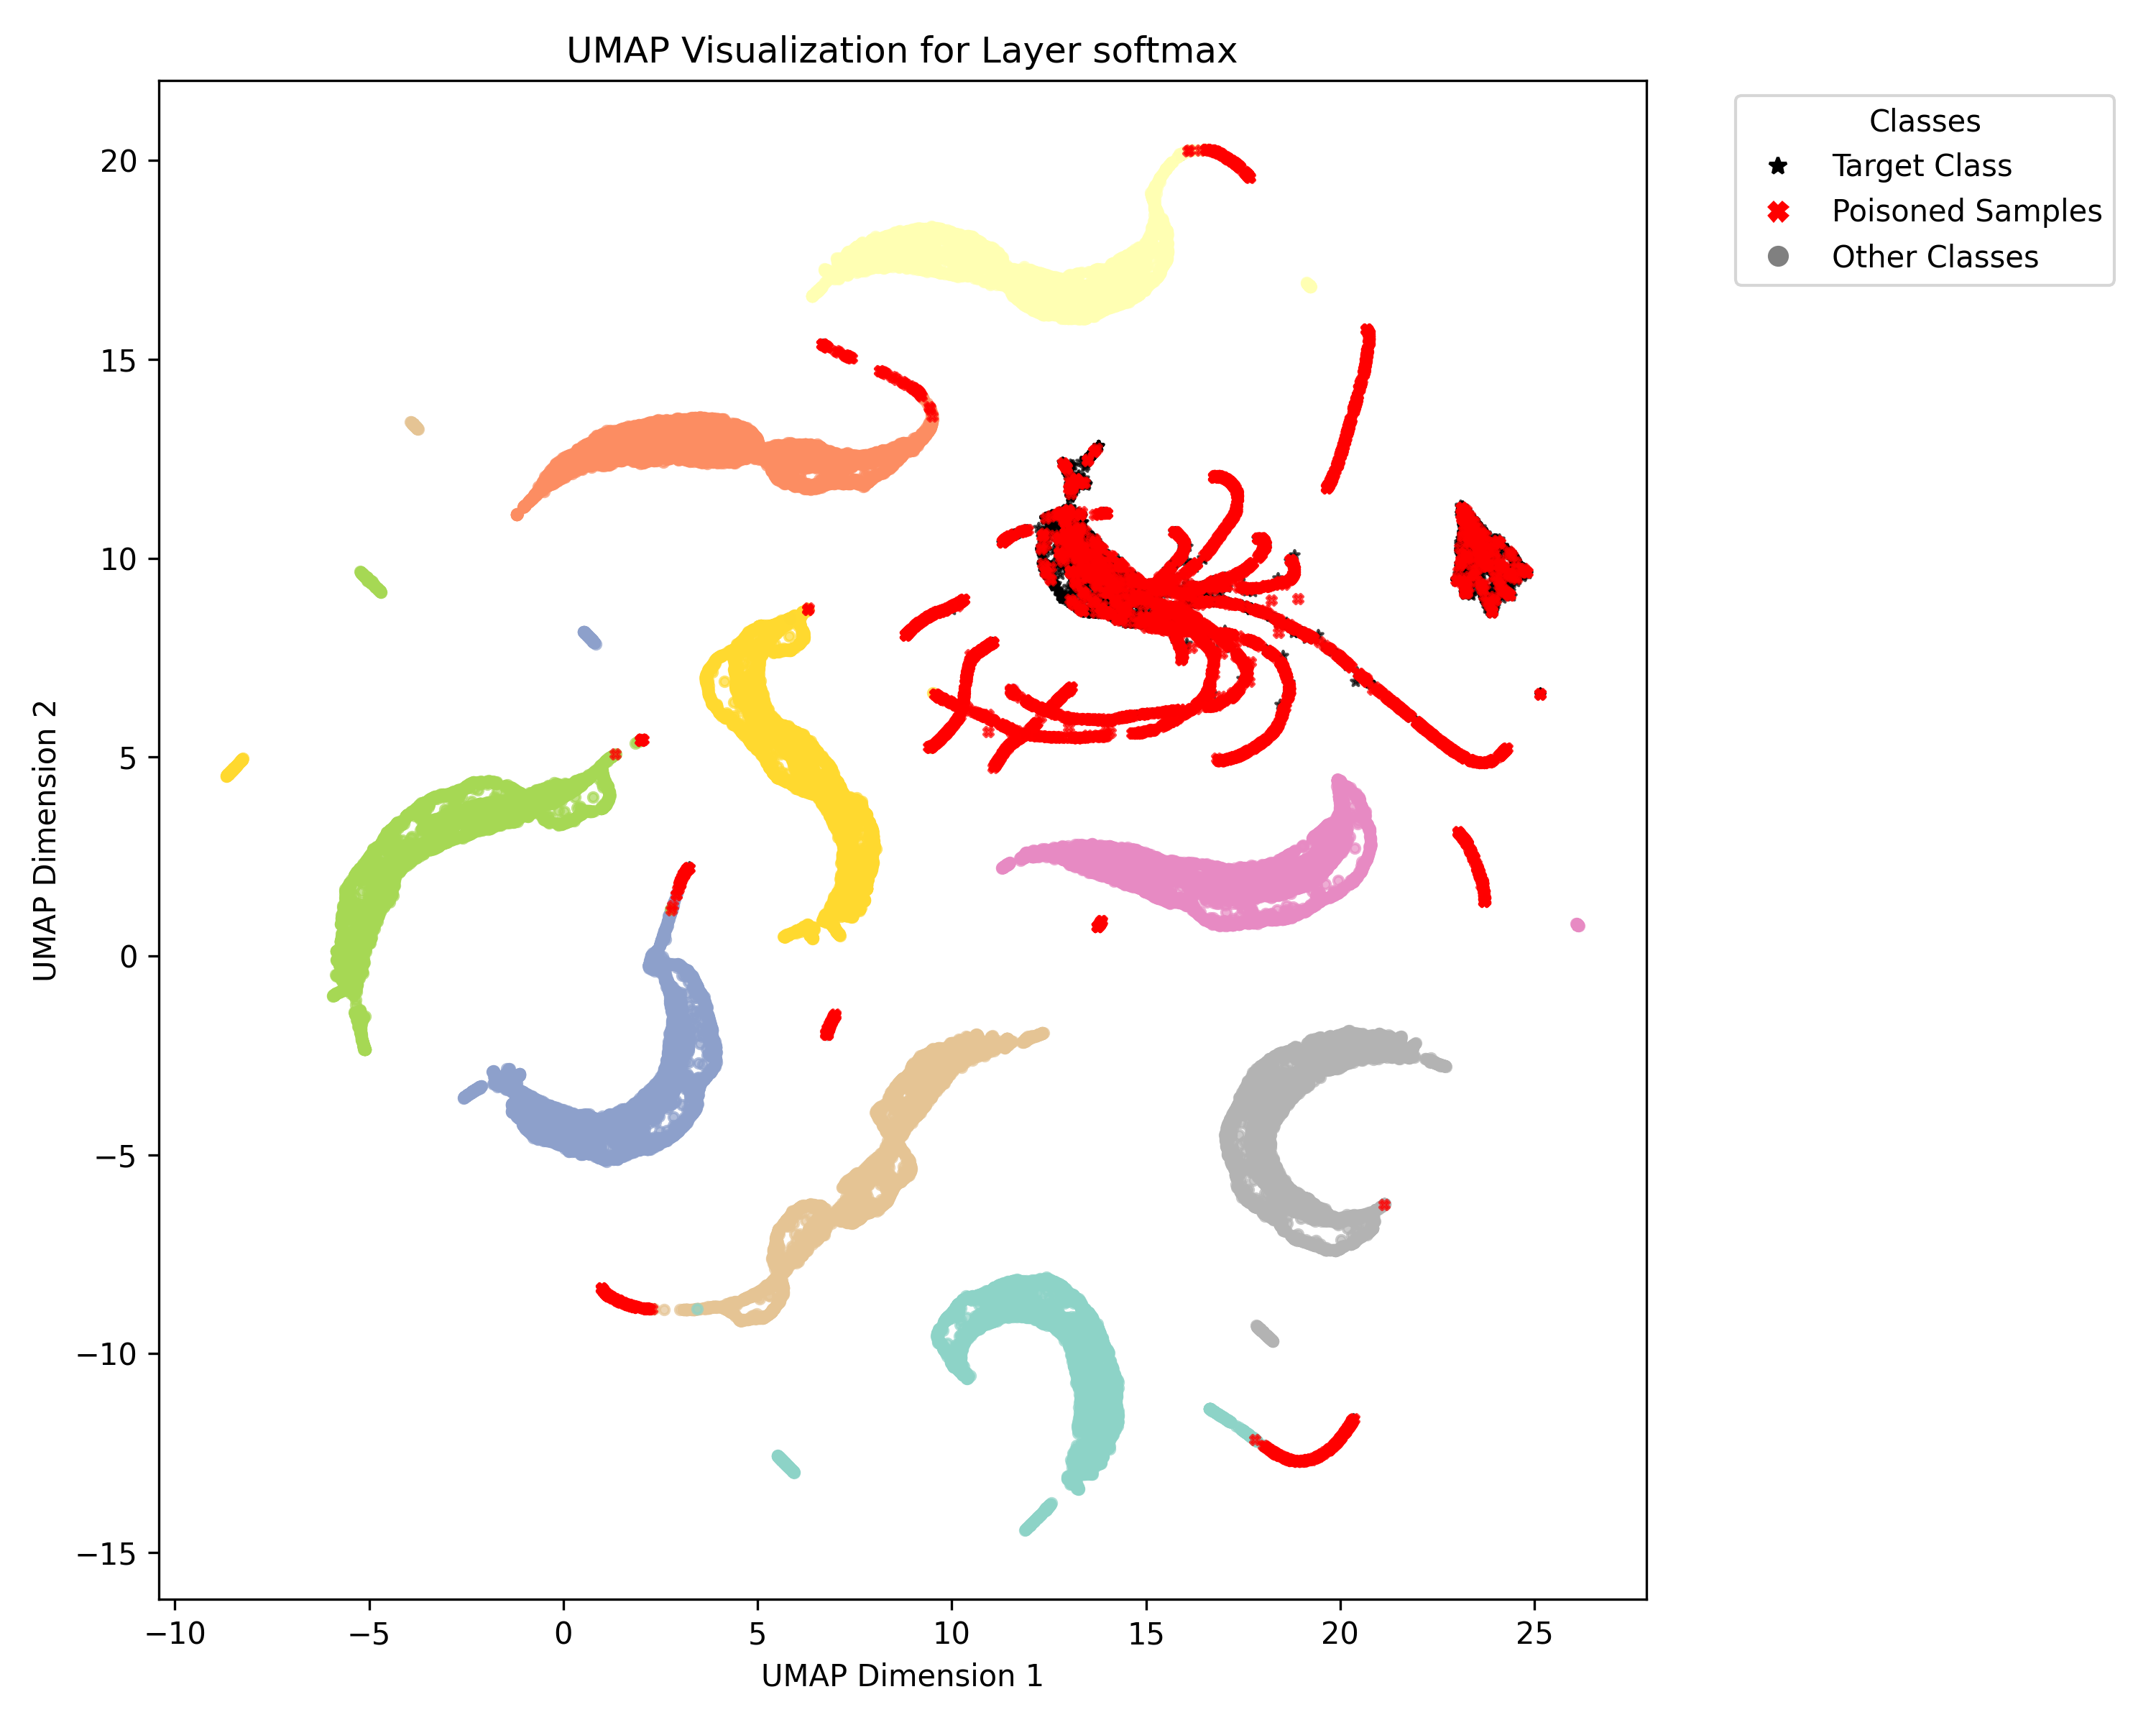 UMAP Visualization for Layer softmax
Classes
Target Class
Poisoned Samples
Other Classes
20
15
10
5
0
−5
−10
−15
UMAP Dimension 2
−10 −5 0 5 10 15 20 25
UMAP Dimension 1